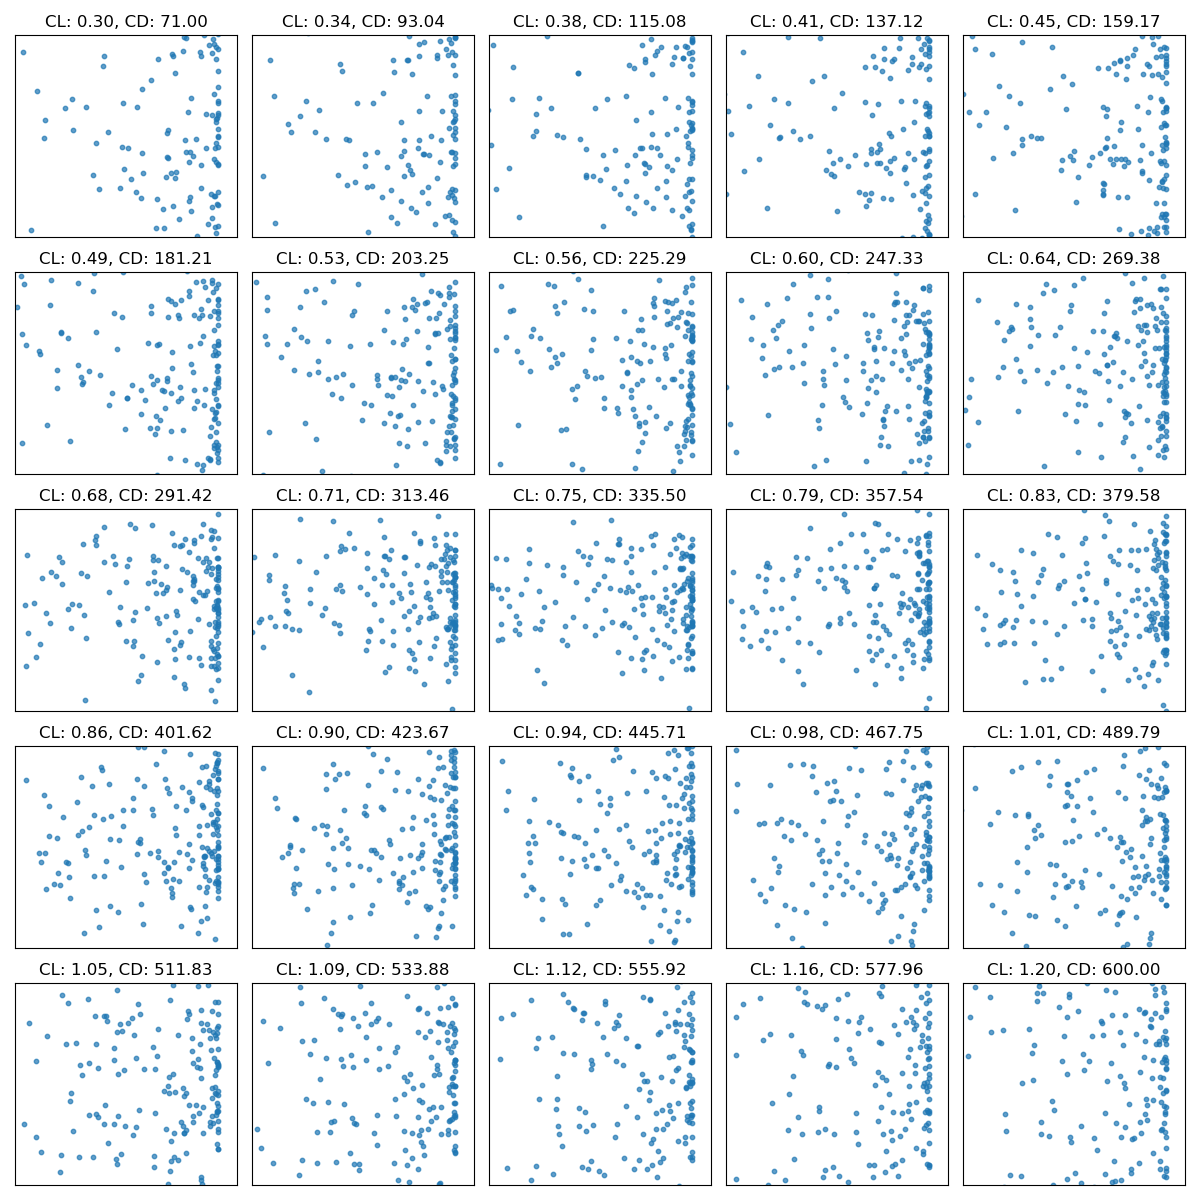 CL: 0.30, CD: 71.00
CL: 0.34, CD: 93.04
CL: 0.38, CD: 115.08
CL: 0.41, CD: 137.12
CL: 0.45, CD: 159.17
CL: 0.49, CD: 181.21
CL: 0.53, CD: 203.25
CL: 0.56, CD: 225.29
CL: 0.60, CD: 247.33
CL: 0.64, CD: 269.38
CL: 0.68, CD: 291.42
CL: 0.71, CD: 313.46
CL: 0.75, CD: 335.50
CL: 0.79, CD: 357.54
CL: 0.83, CD: 379.58
CL: 0.86, CD: 401.62
CL: 0.90, CD: 423.67
CL: 0.94, CD: 445.71
CL: 0.98, CD: 467.75
CL: 1.01, CD: 489.79
CL: 1.05, CD: 511.83
CL: 1.09, CD: 533.88
CL: 1.12, CD: 555.92
CL: 1.16, CD: 577.96
CL: 1.20, CD: 600.00